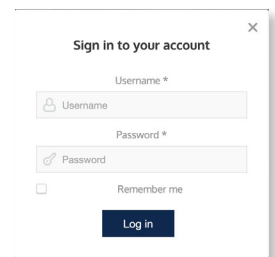 Sign in to your account
Username *
Username
Password *
Password
Remember me
Log in